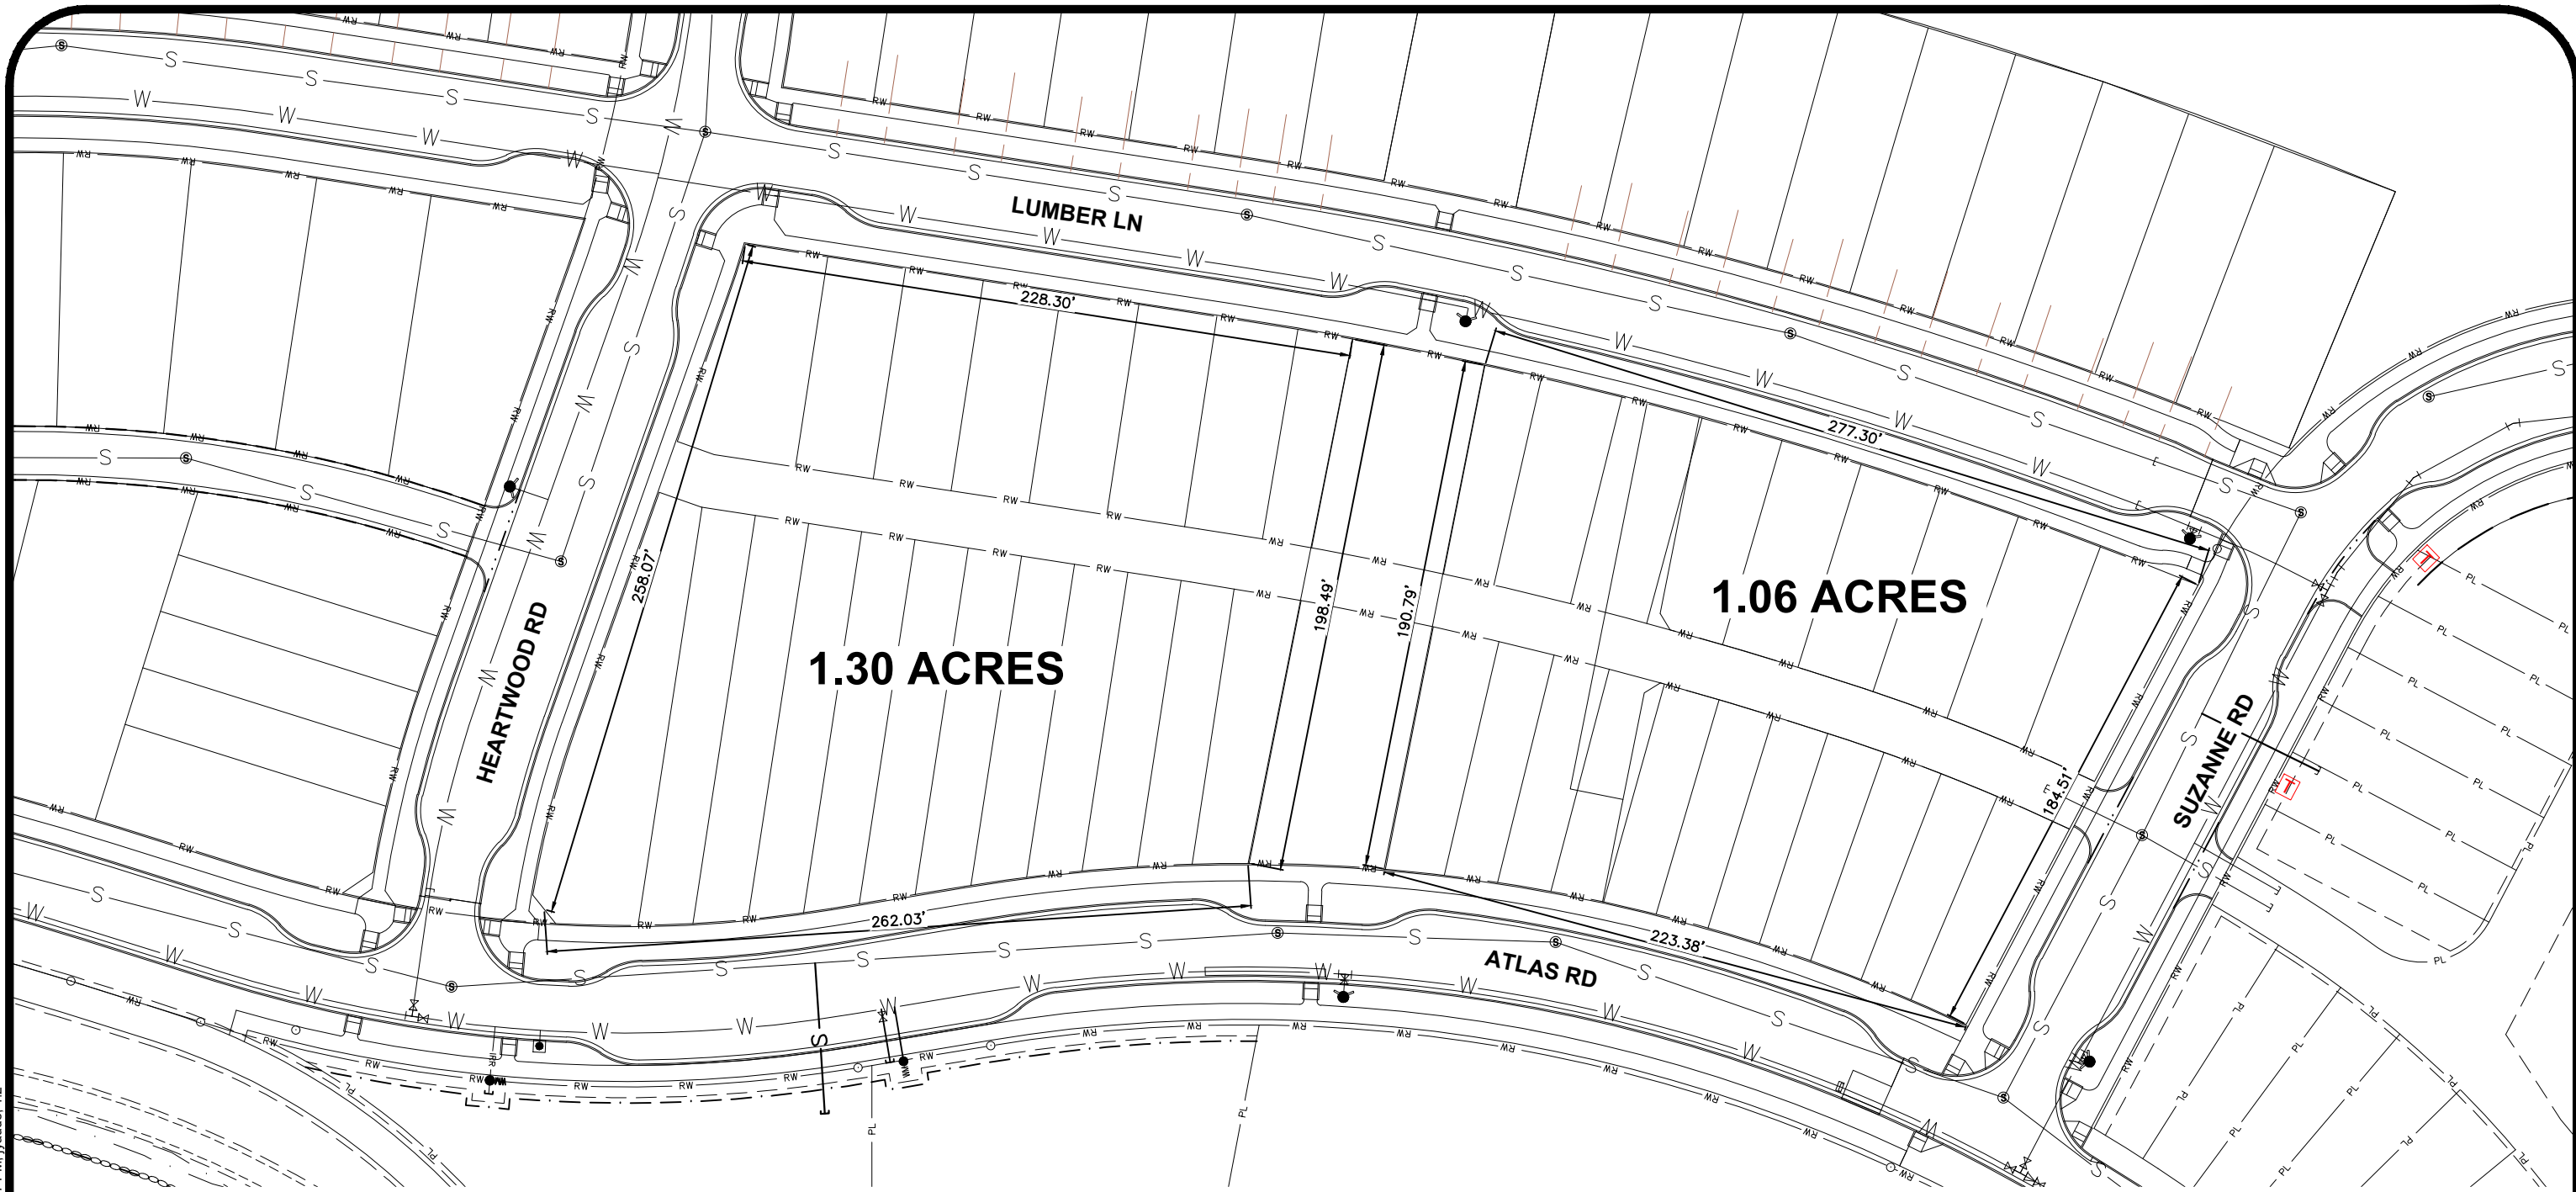 LUMBER LN
228.30'
277.30'
258.07'
198.49'
190.79'
1.06 ACRES
1.30 ACRES
HEARTWOOD RD
SUZANNE RD
184.51'
262.03'
223.38'
ATLAS RD